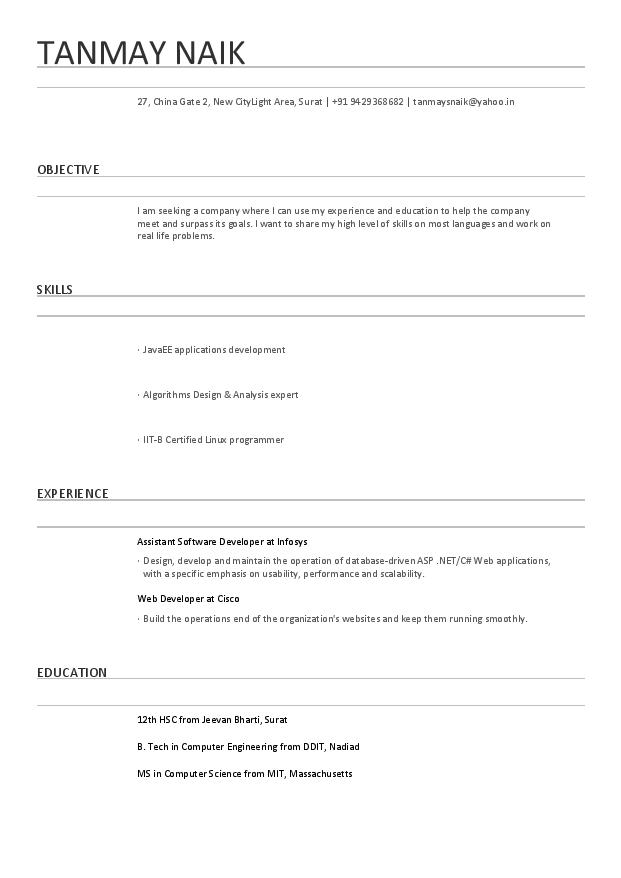 TANMAY NAIK
27, China Gate 2, New CityLight Area, Surat | +91 9429368682 | tanmaysnaik@yahoo.in
OBJECTIVE
I am seeking a company where I can use my experience and education to help the company
meet and surpass its goals. I want to share my high level of skills on most languages and work on
real life problems.
SKILLS
· JavaEE applications development
· Algorithms Design & Analysis expert
· IIT-B Certified Linux programmer
EXPERIENCE
Assistant Software Developer at Infosys
· Design, develop and maintain the operation of database-driven ASP .NET/C# Web applications,
with a specific emphasis on usability, performance and scalability.
Web Developer at Cisco
· Build the operations end of the organization's websites and keep them running smoothly.
EDUCATION
12th HSC from Jeevan Bharti, Surat
B. Tech in Computer Engineering from DDIT, Nadiad
MS in Computer Science from MIT, Massachusetts